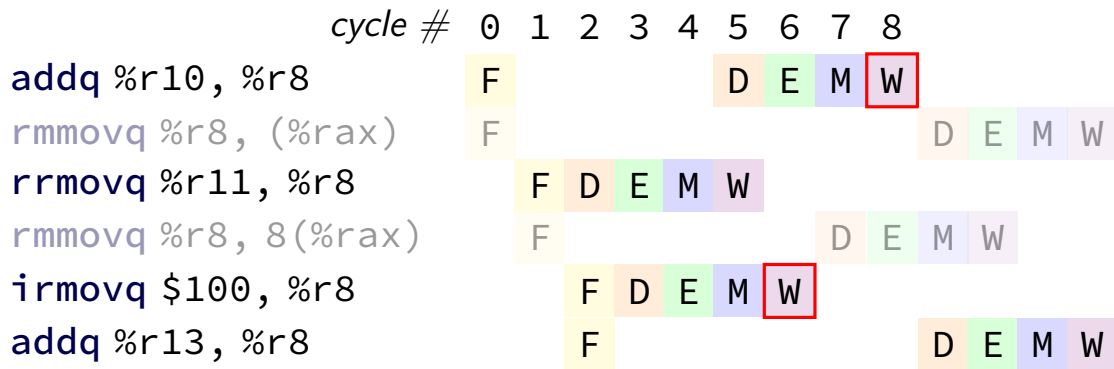 cycle # 0 1 2 3 4 5 6 7 8
addq %r10, %r8 F D E M W
rmmovq %r8, (%rax) F D E M W
rrmovq %r11, %r8 F D E M W
rmmovq %r8, 8(%rax) F D E M W
irmovq $100, %r8 F D E M W
addq %r13, %r8 F D E M W